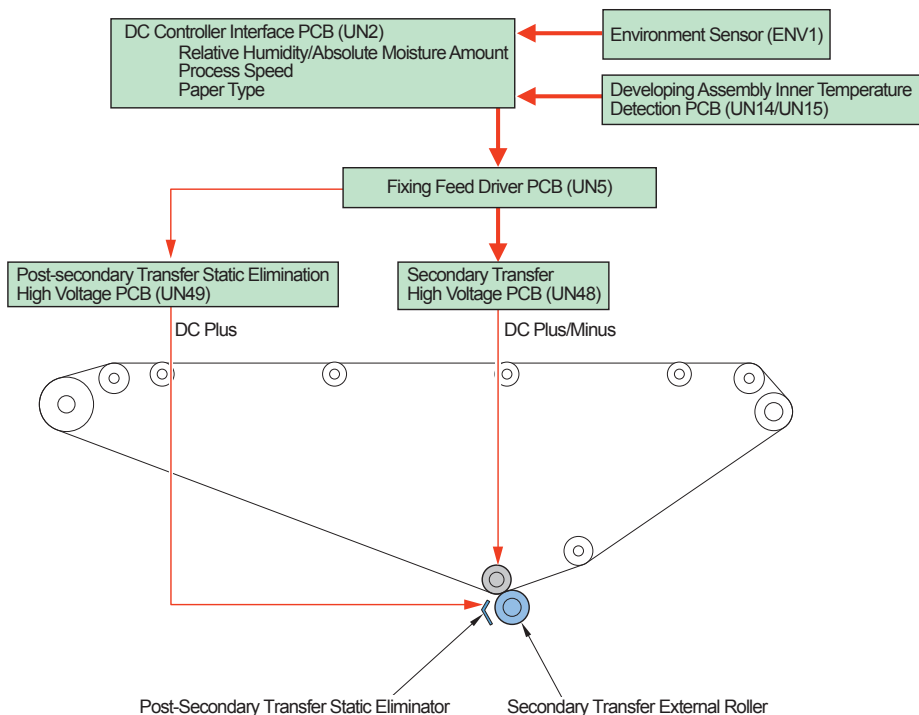 DC Controller Interface PCB (UN2)
Relative Humidity/Absolute Moisture Amount
Process Speed
Paper Type
Environment Sensor (ENV1)
Developing Assembly Inner Temperature
Detection PCB (UN14/UN15)
Fixing Feed Driver PCB (UN5)
Post-secondary Transfer Static Elimination
High Voltage PCB (UN49)
Secondary Transfer
High Voltage PCB (UN48)
DC Plus
DC Plus/Minus
Post-Secondary Transfer Static Eliminator
Secondary Transfer External Roller